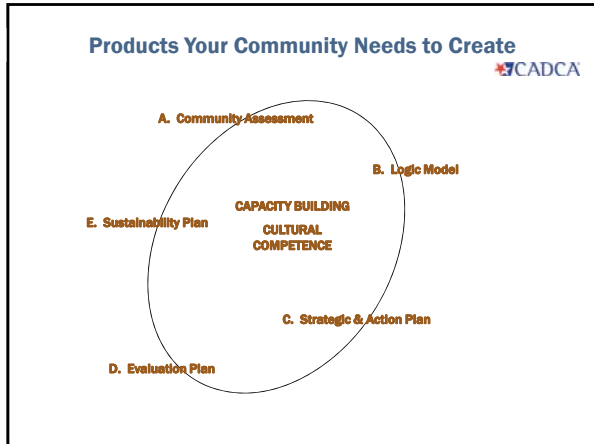 Products Your Community Needs to Create
CADCA
A. Community Assessment
B. Logic Model
CAPACITY BUILDING
E. Sustainability Plan
CULTURAL
COMPETENCE
C. Strategic & Action Plan
D. Evaluation Plan